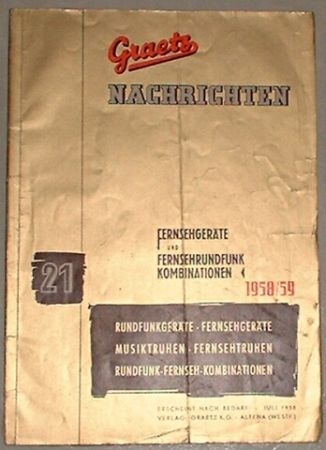 Graetz
NACHRICHTEN
FERNSEHGERÄTE
UND
FERNSEHRUNDFUNK
KOMBINATIONEN
1958/59
21
RUNDFUNKGERÄTE - FERNSEHGERÄTE
MUSIKTRUHEN - FERNSEHTRUHEN
RUNDFUNK-FERNSEH-KOMBINATIONEN
ERSCHEINT NACH BEDARF - JULI 1958
VERLAG: GRAETZ K.G. - ALTENA (WESTF.)